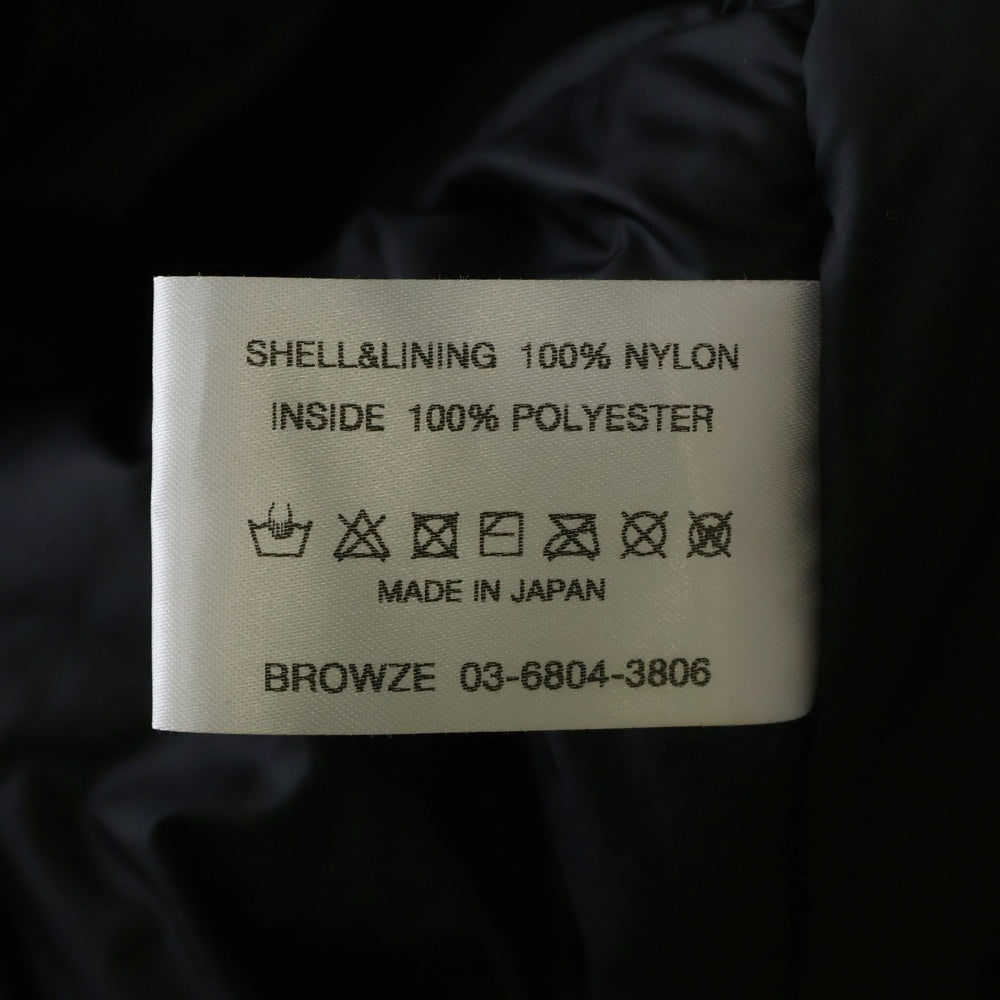 SHELL&LINING 100% NYLON
INSIDE 100% POLYESTER
MADE IN JAPAN
BROWZE 03-6804-3806